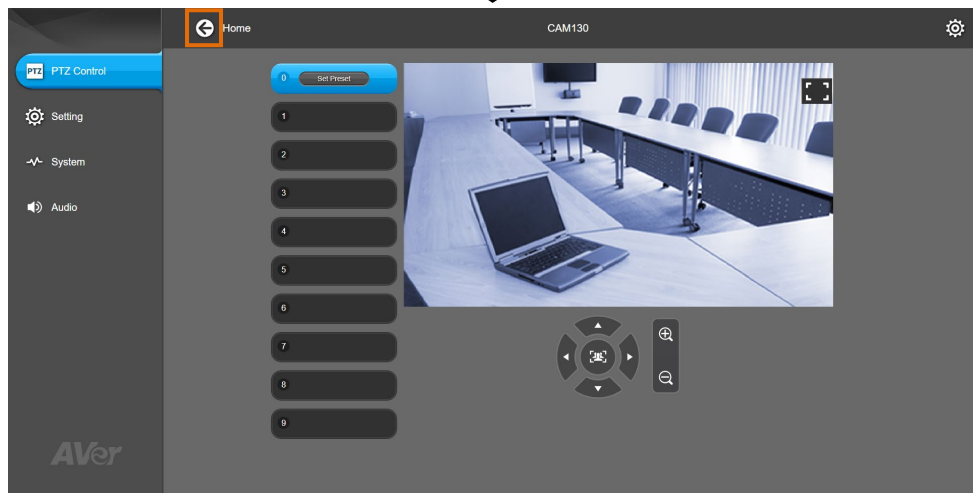 Home
CAM130
PTZ PTZ Control
Setting
System
Audio
0 Set Preset
1
2
3
4
5
6
7
8
9
AVer